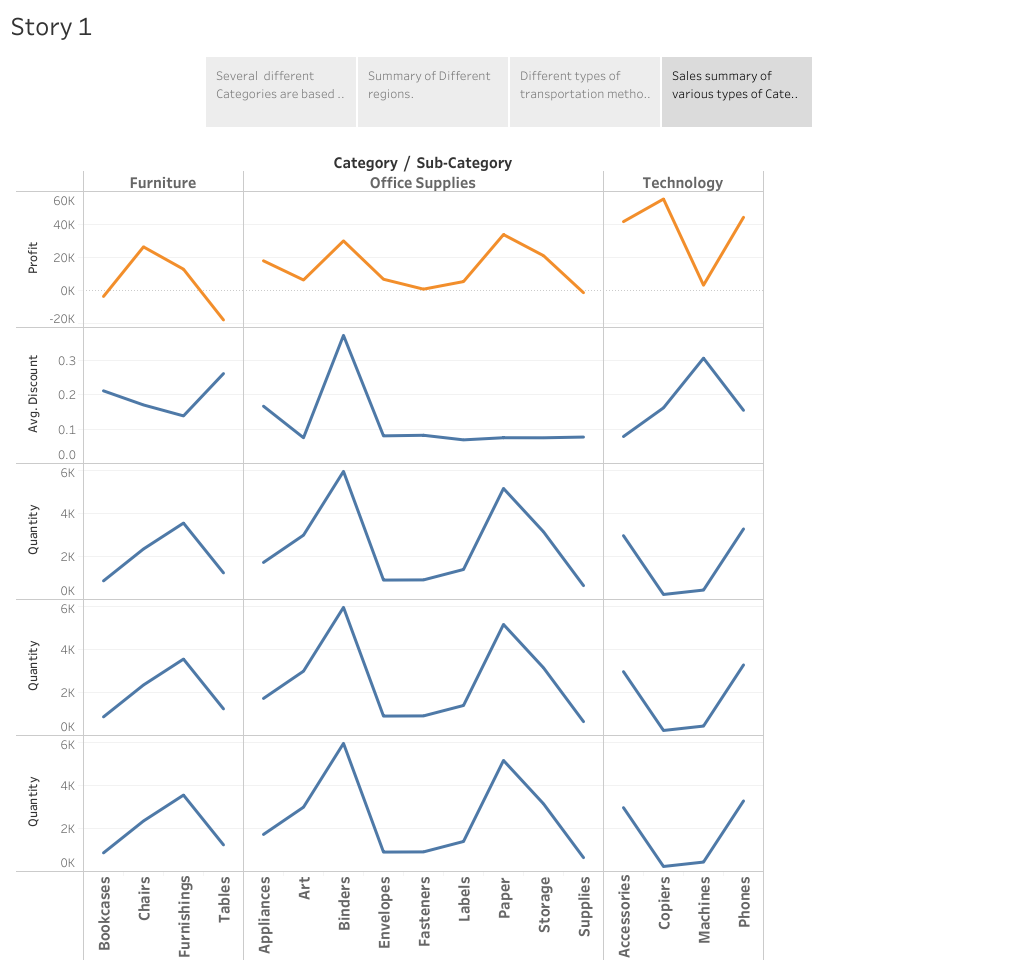 Story 1
Several different
Categories are based ..
Summary of Different
regions.
Different types of
transportation metho..
Sales summary of
various types of Cate..
Category / Sub-Category
Furniture
Office Supplies
Technology
Profit
60K
40K
20K
0K
-20K
Avg. Discount
0.3
0.2
0.1
0.0
Quantity
6K
4K
2K
0K
Quantity
6K
4K
2K
0K
Quantity
6K
4K
2K
0K
Bookcases
Chairs
Furnishings
Tables
Appliances
Art
Binders
Envelopes
Fasteners
Labels
Paper
Storage
Supplies
Accessories
Copiers
Machines
Phones